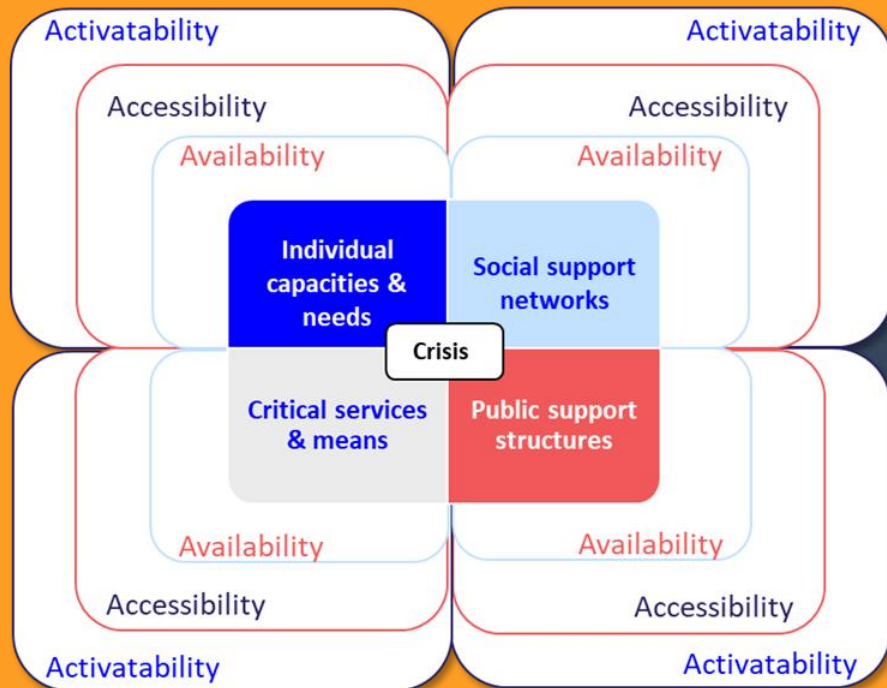 Activatability
Activatability
Accessibility
Accessibility
Availability
Availability
Individual
capacities &
needs
Social support
networks
Crisis
Critical services
& means
Public support
structures
Availability
Availability
Accessibility
Accessibility
Activatability
Activatability